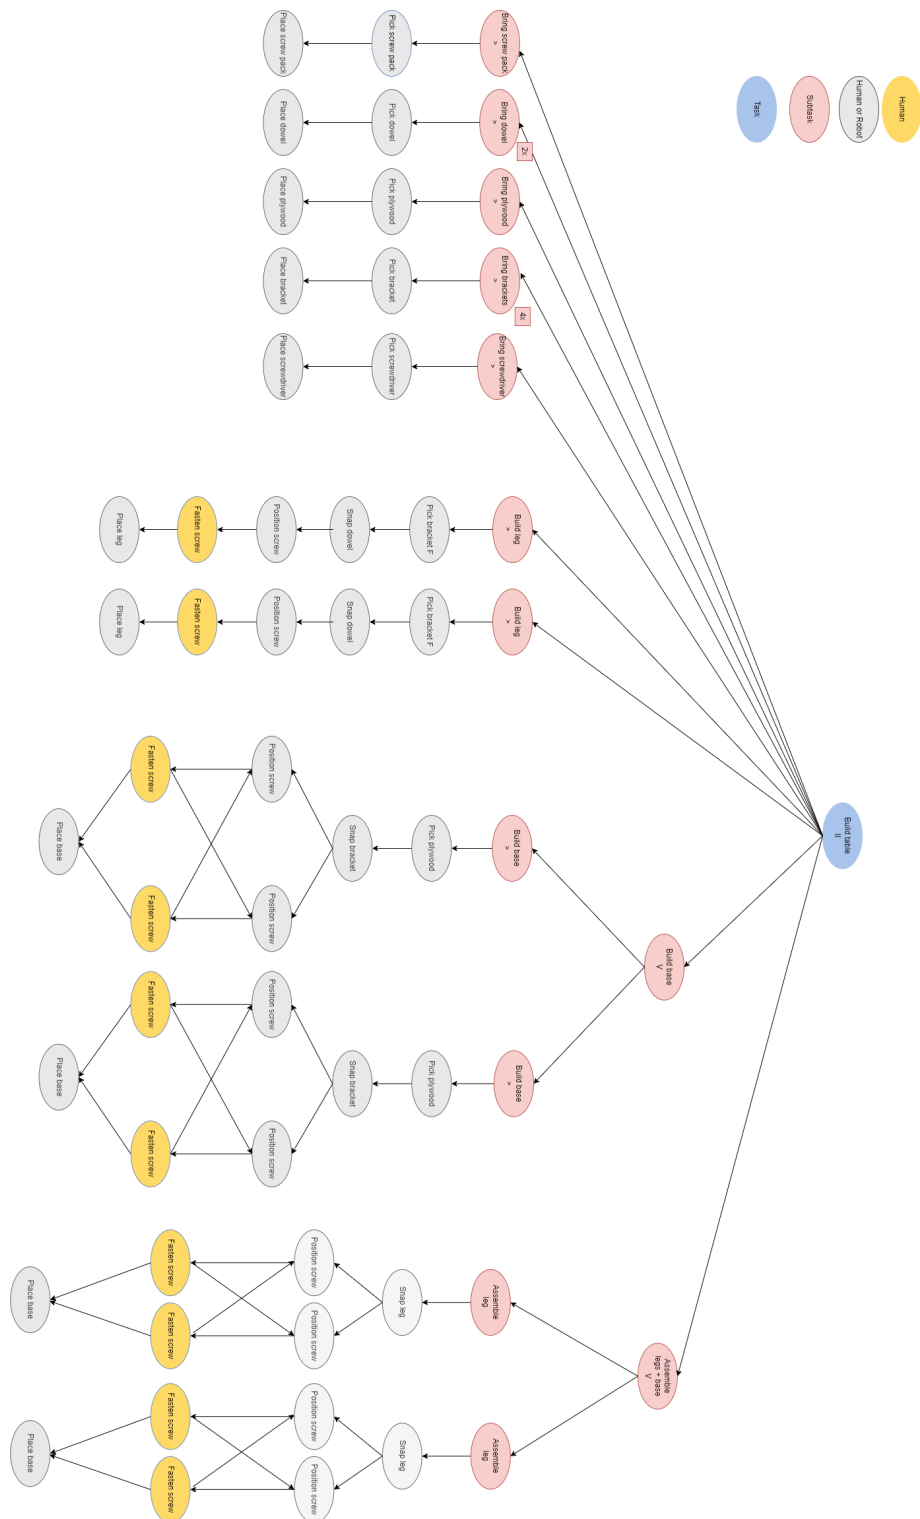 Human
Human or Robot
Subtask
Task
Build table
||
Bring screw pack
>
Pick screw pack
Place screw pack
2x
Bring dowel
>
Pick dowel
Place dowel
Bring plywood
>
Pick plywood
Place plywood
4x
Bring brackets
>
Pick bracket
Place bracket
Bring screwdriver
>
Pick screwdriver
Place screwdriver
Build leg
>
Pick bracket F
Snap dowel
Position screw
Fasten screw
Place leg
Build leg
>
Pick bracket F
Snap dowel
Position screw
Fasten screw
Place leg
Build base
V
Build base
>
Pick plywood
Snap bracket
Position screw
Position screw
Fasten screw
Fasten screw
Place base
Build base
>
Pick plywood
Snap bracket
Position screw
Position screw
Fasten screw
Fasten screw
Place base
Assemble
legs + base
V
Assemble
leg
Snap leg
Position screw
Position screw
Fasten screw
Fasten screw
Place base
Assemble
leg
Snap leg
Position screw
Position screw
Fasten screw
Fasten screw
Place base